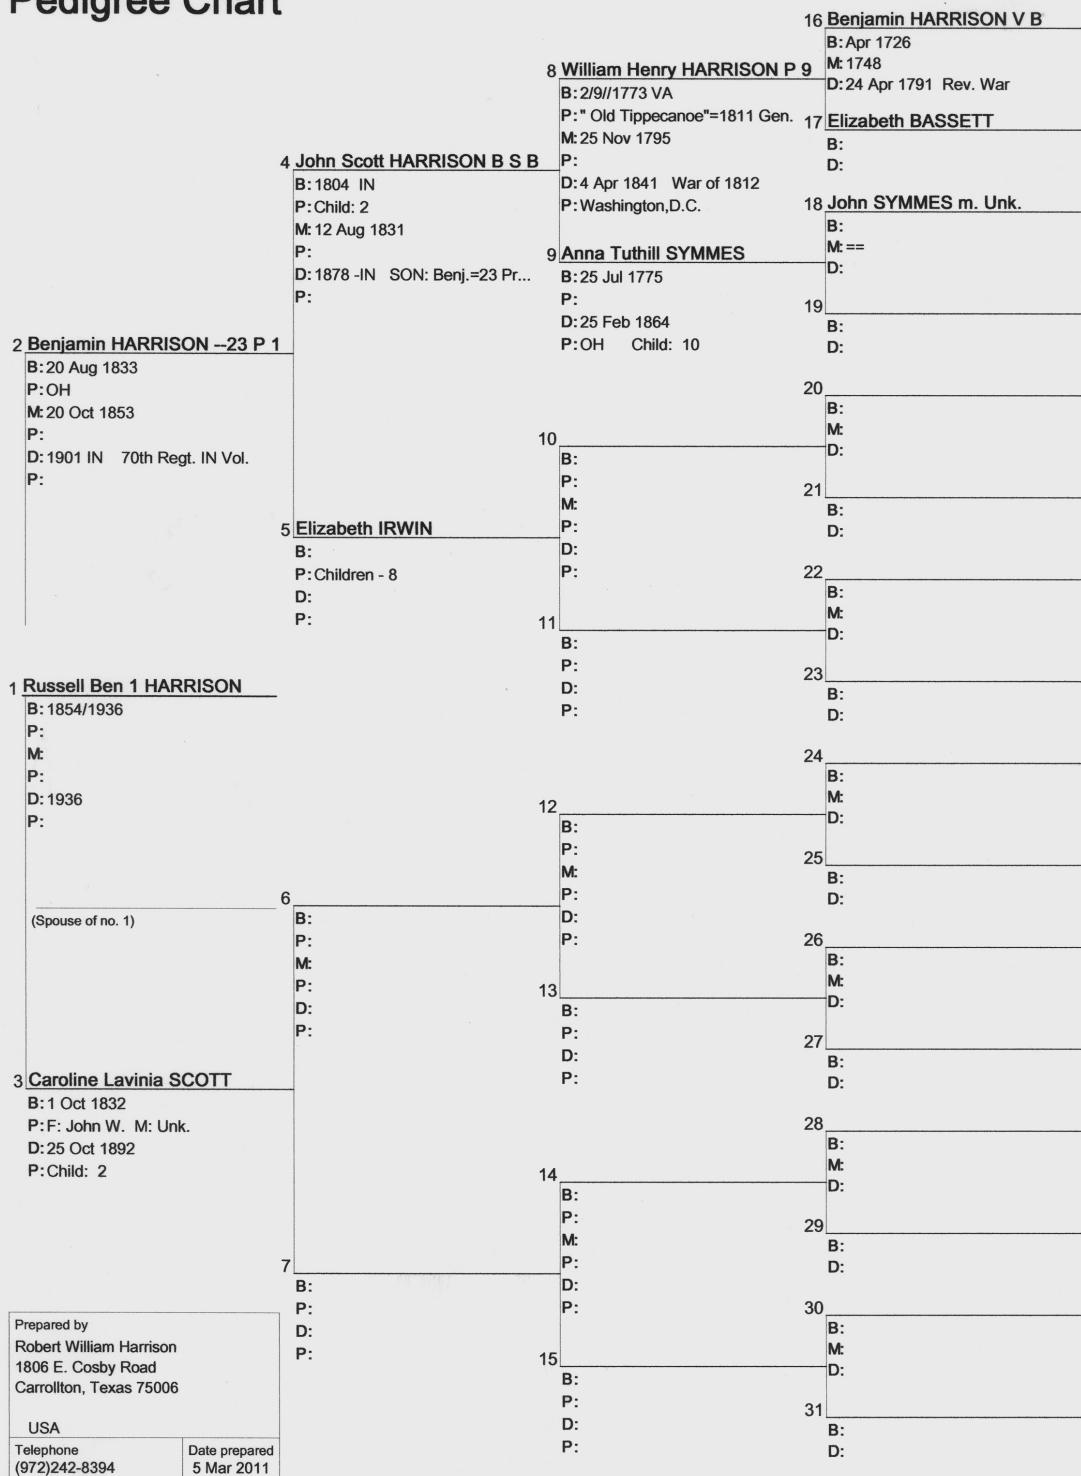 Pedigree Chart
16 Benjamin HARRISON V B
B: Apr 1726
M: 1748
D: 24 Apr 1791 Rev. War
8 William Henry HARRISON P 9
B: 2/9//1773 VA
P: " Old Tippecanoe"=1811 Gen.
M: 25 Nov 1795
P:
D: 4 Apr 1841 War of 1812
P: Washington,D.C.
17 Elizabeth BASSETT
B:
D:
4 John Scott HARRISON B S B
B: 1804 IN
P: Child: 2
M: 12 Aug 1831
P:
D: 1878 -IN SON: Benj.=23 Pr...
P:
18 John SYMMES m. Unk.
B:
M: ==
D:
9 Anna Tuthill SYMMES
B: 25 Jul 1775
P:
D: 25 Feb 1864
P: OH Child: 10
19
B:
D:
2 Benjamin HARRISON --23 P 1
B: 20 Aug 1833
P: OH
M: 20 Oct 1853
P:
D: 1901 IN 70th Regt. IN Vol.
P:
20
B:
M:
D:
10
B:
P:
M:
P:
D:
P:
21
B:
D:
5 Elizabeth IRWIN
B:
P: Children - 8
D:
P:
22
B:
M:
D:
11
B:
P:
D:
P:
23
B:
D:
1 Russell Ben 1 HARRISON
B: 1854/1936
P:
M:
P:
D: 1936
P:
24
B:
M:
D:
12
B:
P:
M:
P:
D:
P:
25
B:
D:
6
B:
P:
M:
P:
D:
P:
(Spouse of no. 1)
26
B:
M:
D:
13
B:
P:
D:
P:
27
B:
D:
3 Caroline Lavinia SCOTT
B: 1 Oct 1832
P: F: John W. M: Unk.
D: 25 Oct 1892
P: Child: 2
28
B:
M:
D:
14
B:
P:
M:
P:
D:
P:
29
B:
D:
7
B:
P:
D:
P:
30
B:
M:
D:
15
B:
P:
D:
P:
31
B:
D:
Prepared by
Robert William Harrison
1806 E. Cosby Road
Carrollton, Texas 75006
USA
Telephone
(972)242-8394
Date prepared
5 Mar 2011